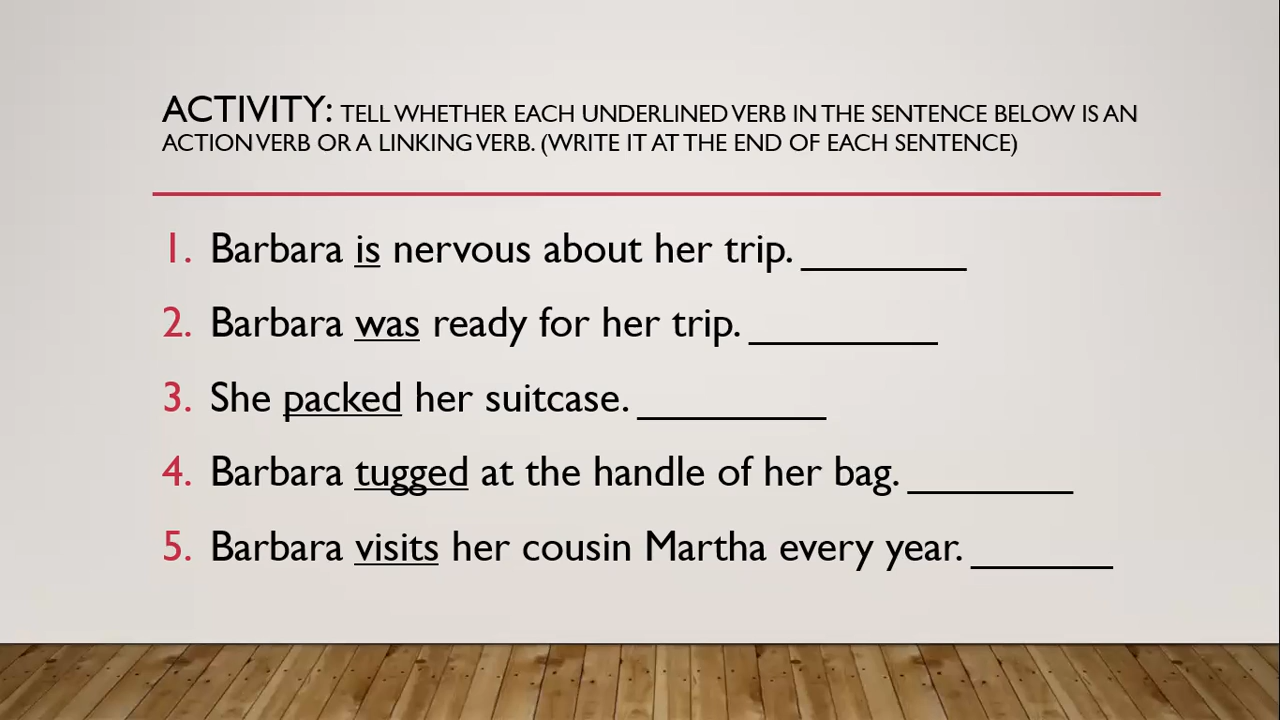 ACTIVITY: TELL WHETHER EACH UNDERLINED VERB IN THE SENTENCE BELOW IS AN
ACTION VERB OR A LINKING VERB. (WRITE IT AT THE END OF EACH SENTENCE)
1. Barbara is nervous about her trip. ________
2. Barbara was ready for her trip. _________
3. She packed her suitcase. _________
4. Barbara tugged at the handle of her bag. ________
5. Barbara visits her cousin Martha every year. _______